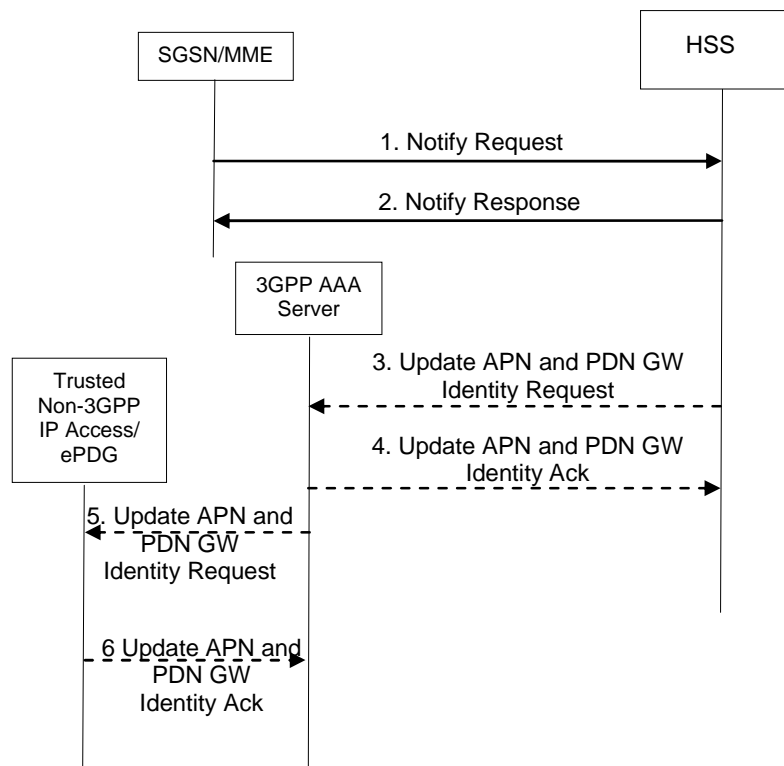 SGSN/MME
HSS
1. Notify Request
2. Notify Response
3GPP AAA
Server
3. Update APN and PDN GW
Identity Request
Trusted
Non-3GPP
IP Access/
ePDG
4. Update APN and PDN GW
Identity Ack
5. Update APN and
PDN GW
Identity Request
6 Update APN and
PDN GW
Identity Ack